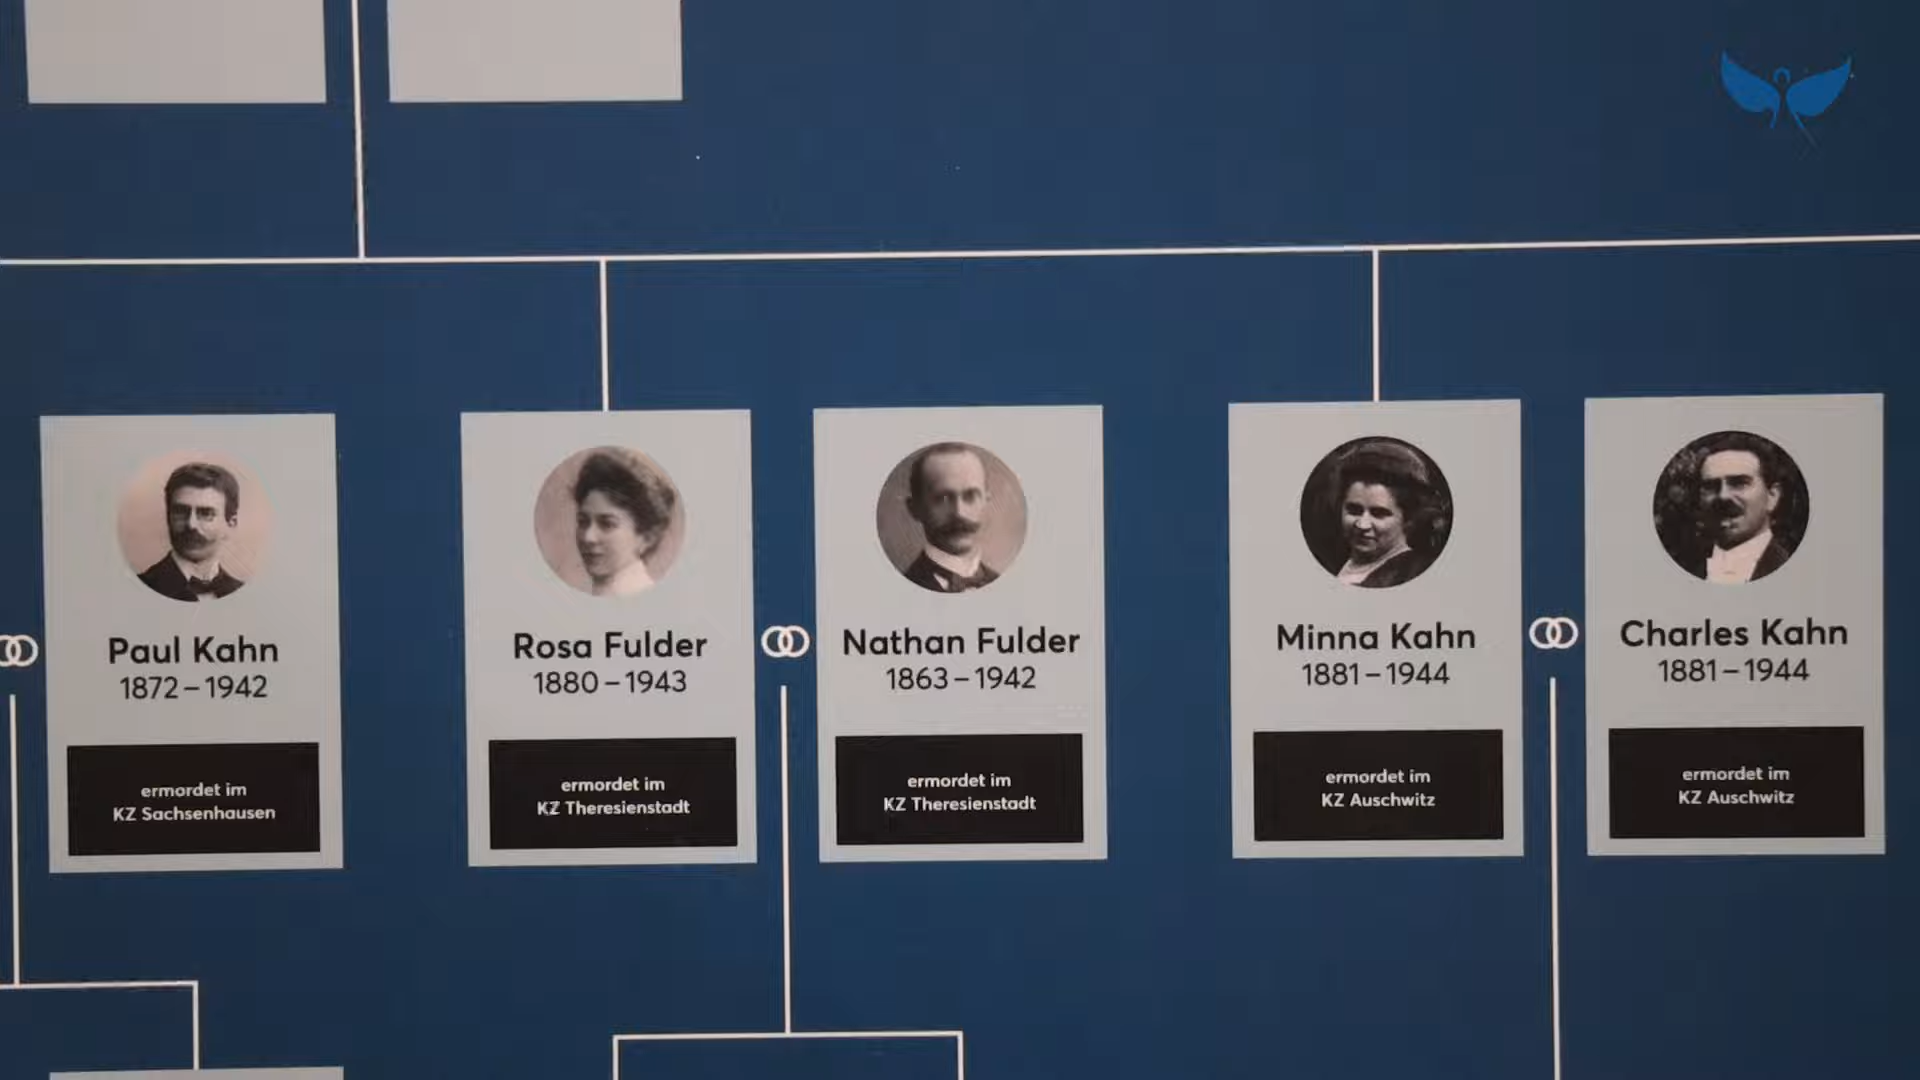 Paul Kahn
1872 – 1942
ermordet im
KZ Sachsenhausen
Rosa Fulder
1880 – 1943
ermordet im
KZ Theresienstadt
Nathan Fulder
1863 – 1942
ermordet im
KZ Theresienstadt
Minna Kahn
1881 – 1944
ermordet im
KZ Auschwitz
Charles Kahn
1881 – 1944
ermordet im
KZ Auschwitz